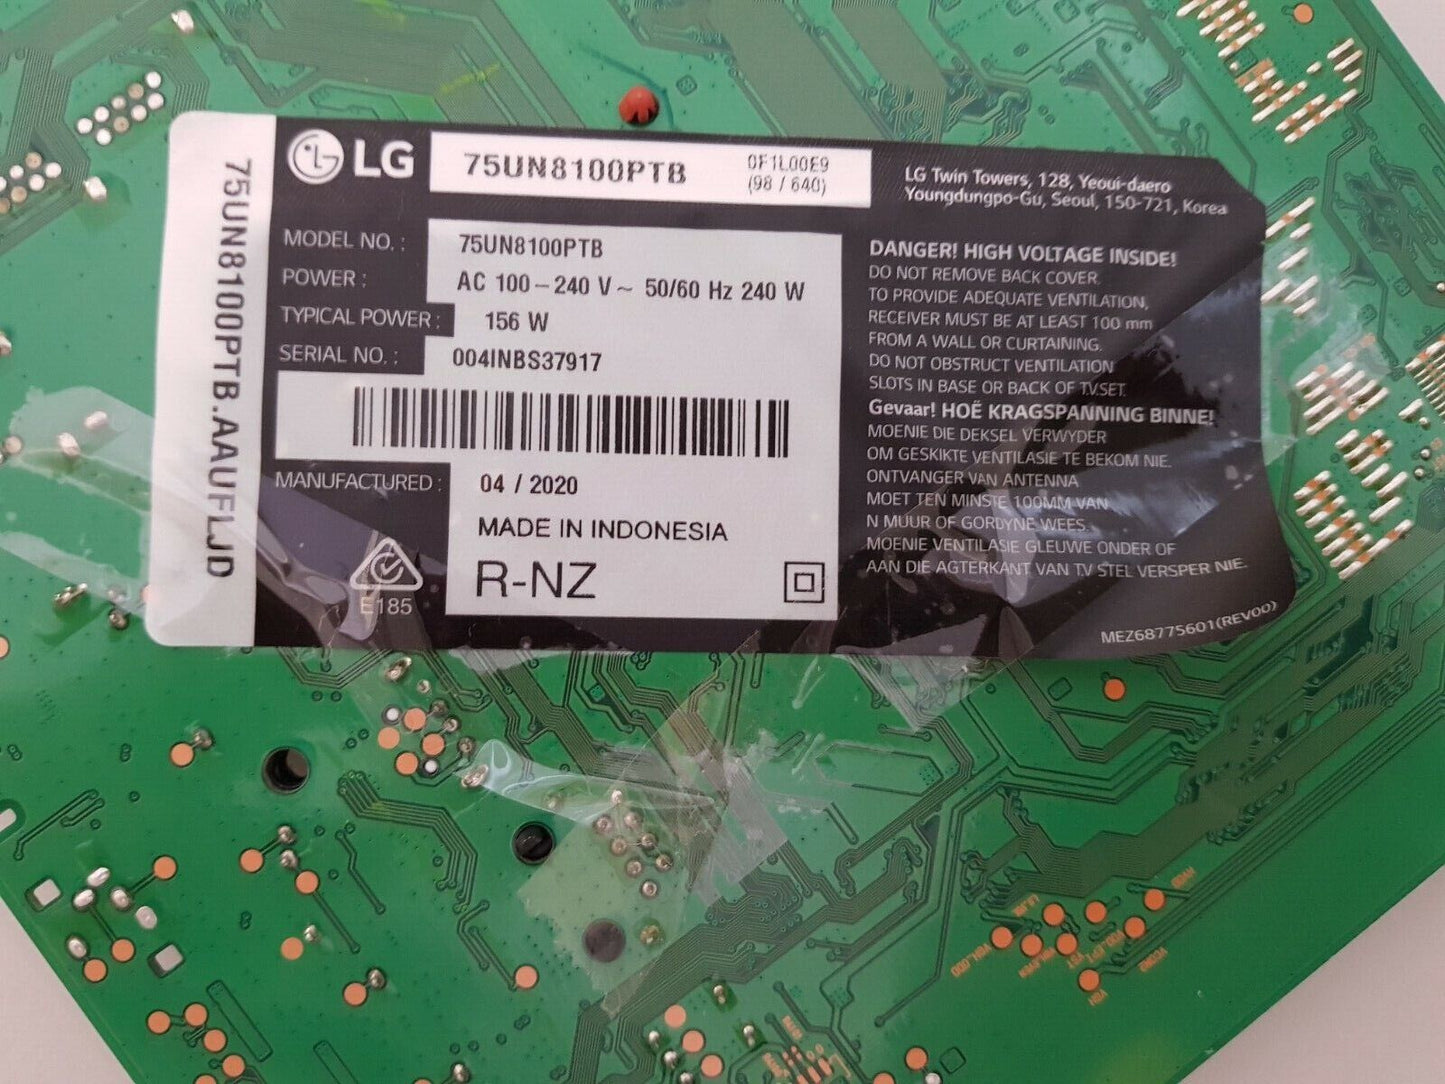 75UN8100PTB.AAUFLJD
LG
75UN8100PTB
0F1L00E9
(98 / 640)
LG Twin Towers, 128, Yeoui-daero
Youngdungpo-Gu, Seoul, 150-721, Korea
MODEL NO. : 75UN8100PTB
POWER : AC 100 – 240 V ~ 50/60 Hz 240 W
TYPICAL POWER : 156 W
SERIAL NO. : 004INBS37917
MANUFACTURED : 04 / 2020
MADE IN INDONESIA
R-NZ
E185
DANGER! HIGH VOLTAGE INSIDE!
DO NOT REMOVE BACK COVER.
TO PROVIDE ADEQUATE VENTILATION,
RECEIVER MUST BE AT LEAST 100 mm
FROM A WALL OR CURTAINING.
DO NOT OBSTRUCT VENTILATION
SLOTS IN BASE OR BACK OF T.V.SET.
Gevaar! HOË KRAGSPANNING BINNE!
MOENIE DIE DEKSEL VERWYDER
OM GESKIKTE VENTILASIE TE BEKOM NIE.
ONTVANGER VAN ANTENNA
MOET TEN MINSTE 100MM VAN
N MUUR OF GORDYNE WEES.
MOENIE VENTILASIE GLEUWE ONDER OF
AAN DIE AGTERKANT VAN TV STEL VERSPER NIE.
MEZ68775601(REV00)